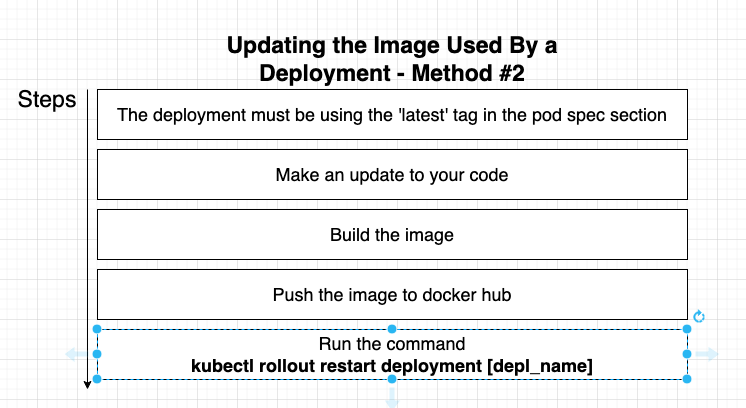 Updating the Image Used By a
Deployment - Method #2
Steps
The deployment must be using the 'latest' tag in the pod spec section
Make an update to your code
Build the image
Push the image to docker hub
Run the command
kubectl rollout restart deployment [depl_name]